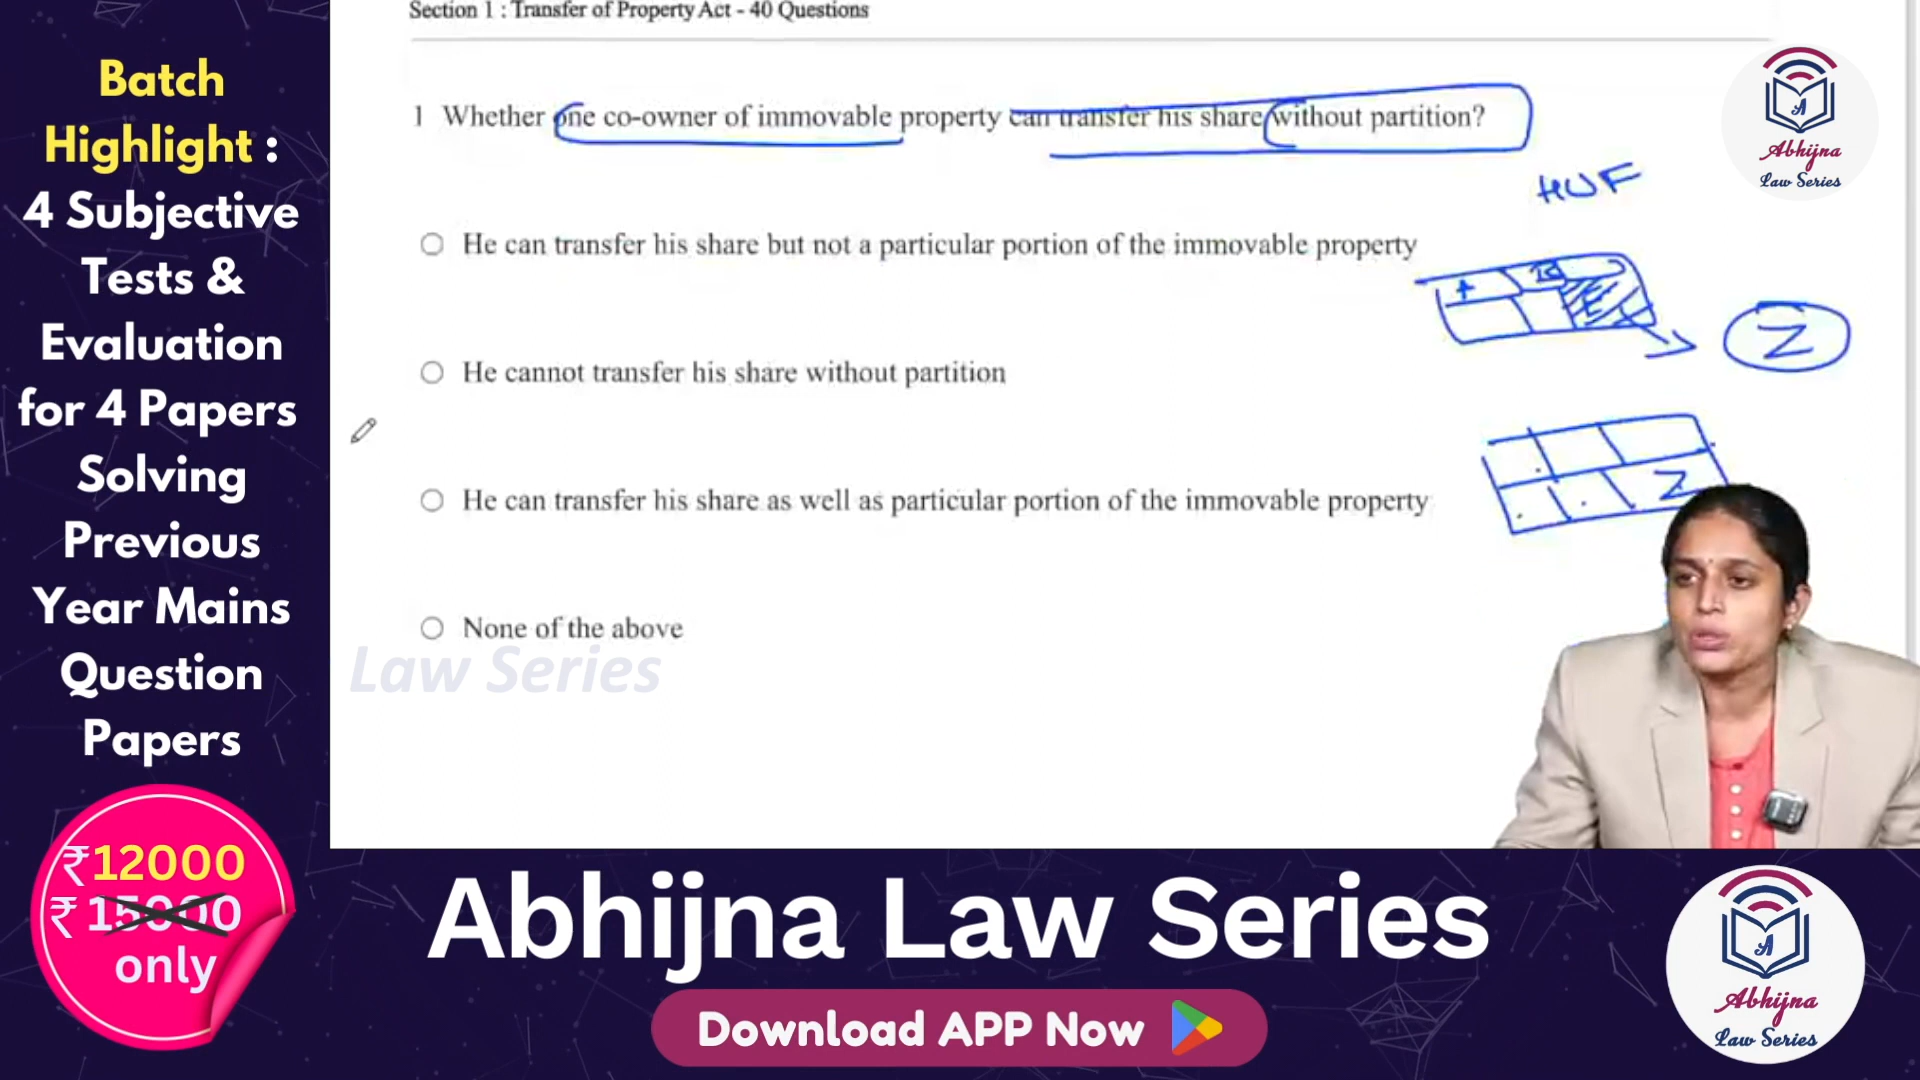 Batch
Highlight :
4 Subjective
Tests &
Evaluation
for 4 Papers
Solving
Previous
Year Mains
Question
Papers
₹12000
₹15000
only
Section 1 : Transfer of Property Act - 40 Questions
1 Whether one co-owner of immovable property can transfer his share without partition?
HUF
He can transfer his share but not a particular portion of the immovable property
Z
He cannot transfer his share without partition
He can transfer his share as well as particular portion of the immovable property
Z
None of the above
Law Series
A
Abhijna
Law Series
Abhijna Law Series
Download APP Now
A
Abhijna
Law Series